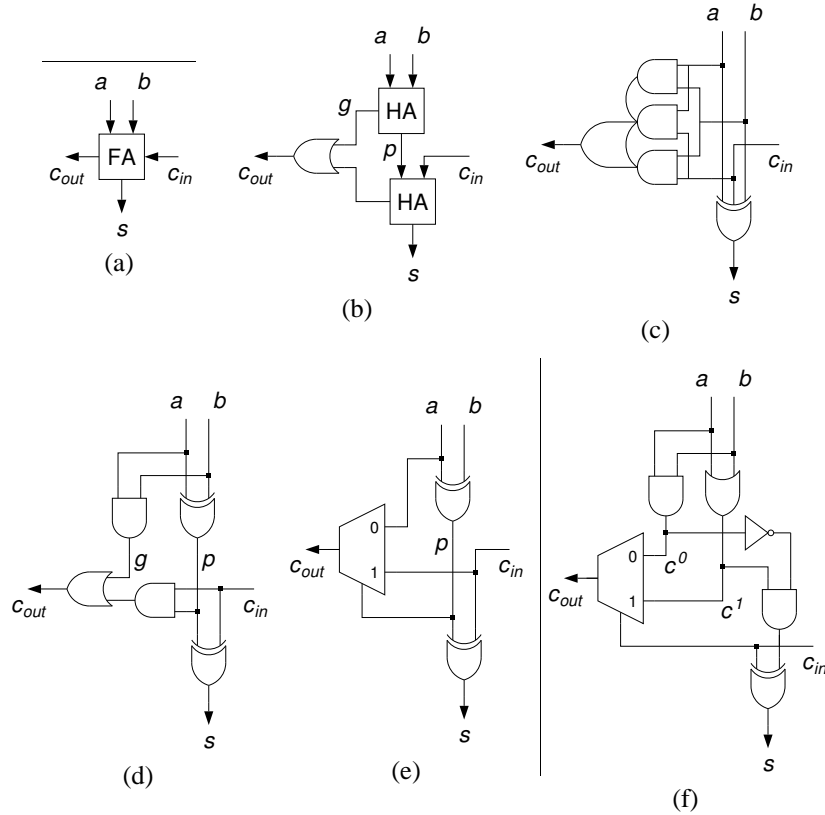 a b
FA
c_out c_in
s
(a)
a b
g HA
p
c_out c_in
HA
s
(b)
a b
c_out c_in
s
(c)
a b
g p
c_out c_in
s
(d)
a b
0
p
c_out 1 c_in
s
(e)
a b
0 c^0
c_out 1 c^1
c_in
s
(f)